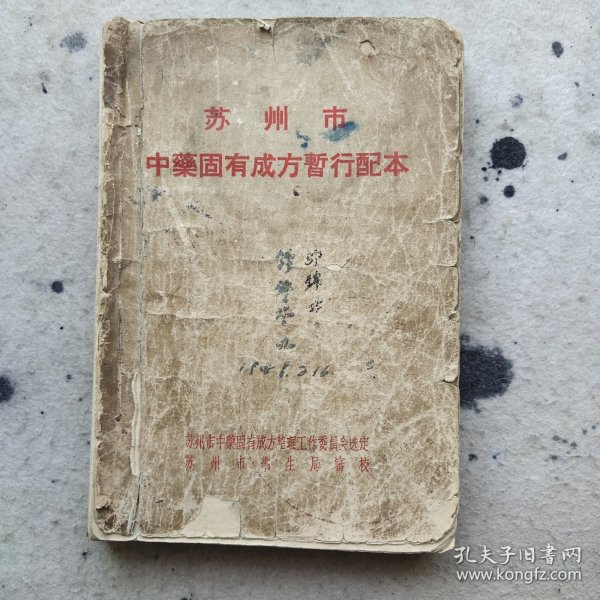 苏州市
中藥固有成方暫行配本
苏州市中藥固有成方整理工作委員会选定
苏州市衛生局審校
孔夫子旧書网
www.kongfz.com